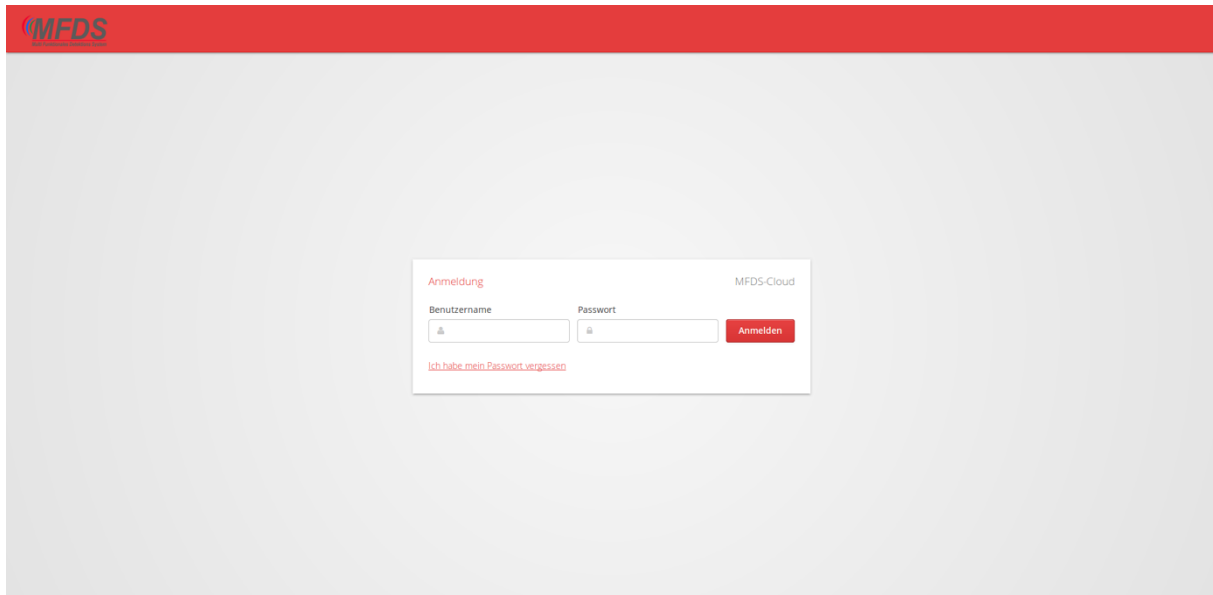 MFDS
Anmeldung
MFDS-Cloud
Benutzername
Passwort
Anmelden
Ich habe mein Passwort vergessen